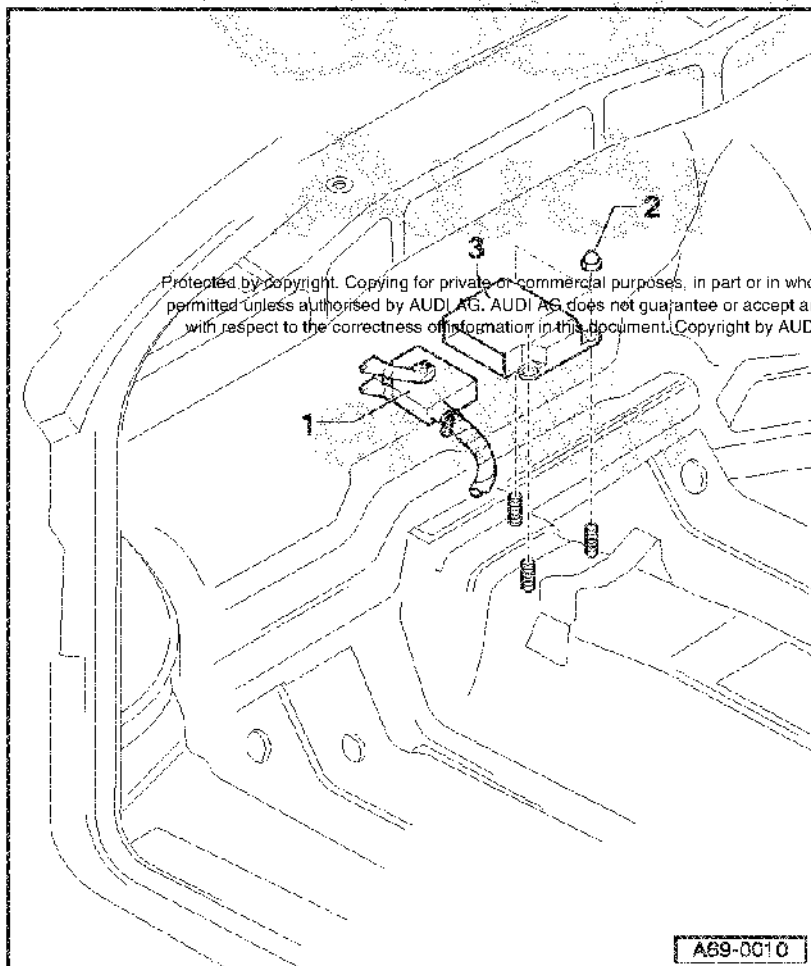 2
3
Protected by copyright. Copying for private or commercial purposes, in part or in who
permitted unless authorised by AUDI AG. AUDI AG does not guarantee or accept a
with respect to the correctness of information in this document. Copyright by AUD
1
A69-0010